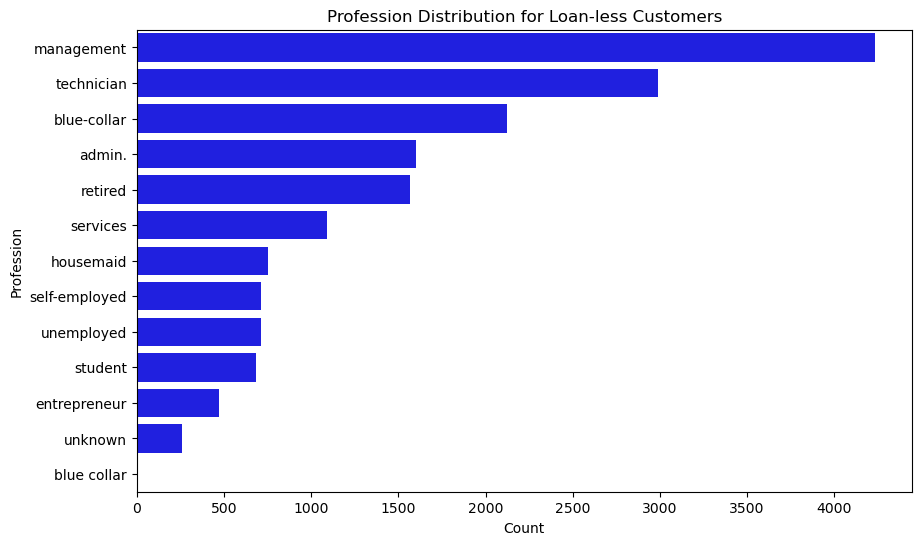 Profession Distribution for Loan-less Customers
Profession
management
technician
blue-collar
admin.
retired
services
housemaid
self-employed
unemployed
student
entrepreneur
unknown
blue collar
0 500 1000 1500 2000 2500 3000 3500 4000
Count